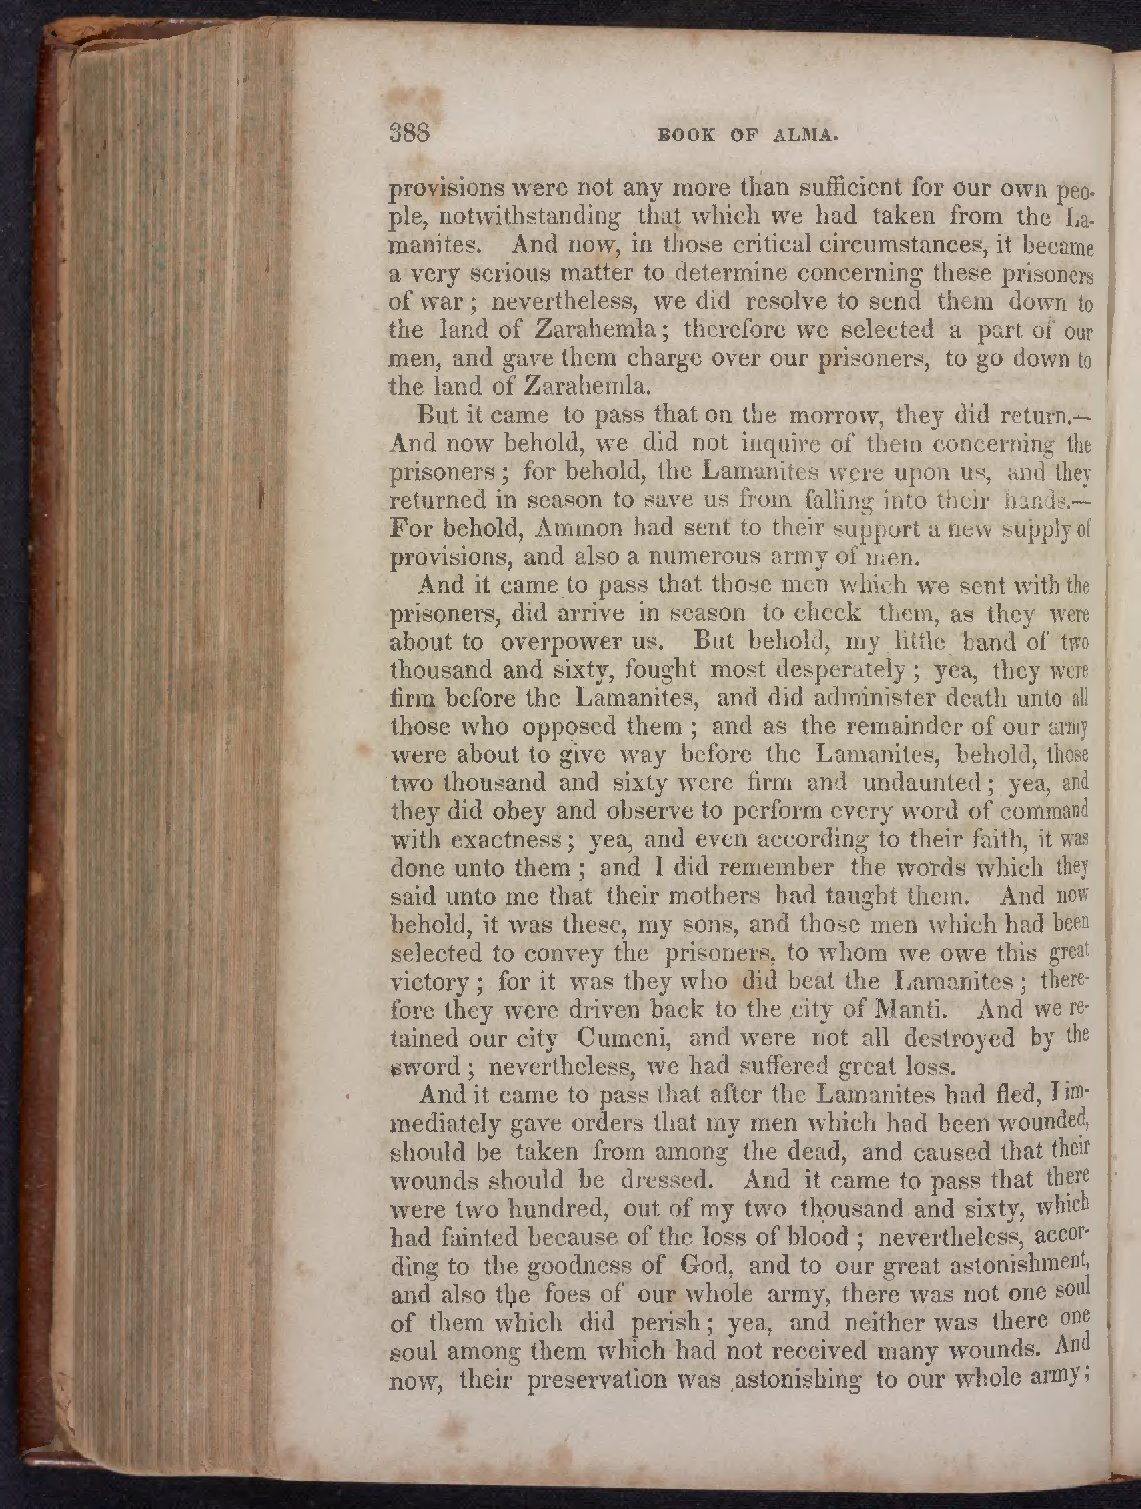 388 BOOK OF ALMA.
provisions were not any more than sufficient for our own peo-
ple, notwithstanding that which we had taken from the La-
manites. And now, in those critical circumstances, it became
a very serious matter to determine concerning these prisoners
of war; nevertheless, we did resolve to send them down to
the land of Zarahemla; therefore we selected a part of our
men, and gave them charge over our prisoners, to go down to
the land of Zarahemla.
But it came to pass that on the morrow, they did return.—
And now behold, we did not inquire of them concerning the
prisoners; for behold, the Lamanites were upon us, and they
returned in season to save us from falling into their hands.—
For behold, Ammon had sent to their support a new supply of
provisions, and also a numerous army of men.
And it came to pass that those men which we sent with the
prisoners, did arrive in season to check them, as they were
about to overpower us. But behold, my little band of two
thousand and sixty, fought most desperately; yea, they were
firm before the Lamanites, and did administer death unto all
those who opposed them; and as the remainder of our army
were about to give way before the Lamanites, behold, those
two thousand and sixty were firm and undaunted; yea, and
they did obey and observe to perform every word of command
with exactness; yea, and even according to their faith, it was
done unto them; and I did remember the words which they
said unto me that their mothers had taught them. And now
behold, it was these, my sons, and those men which had been
selected to convey the prisoners, to whom we owe this great
victory; for it was they who did beat the Lamanites; there-
fore they were driven back to the city of Manti. And we re-
tained our city Cumeni, and were not all destroyed by the
sword; nevertheless, we had suffered great loss.
And it came to pass that after the Lamanites had fled, I im-
mediately gave orders that my men which had been wounded,
should be taken from among the dead, and caused that their
wounds should be dressed. And it came to pass that there
were two hundred, out of my two thousand and sixty, which
had fainted because of the loss of blood; nevertheless, accor-
ding to the goodness of God, and to our great astonishment,
and also the foes of our whole army, there was not one soul
of them which did perish; yea, and neither was there one
soul among them which had not received many wounds. And
now, their preservation was astonishing to our whole army;